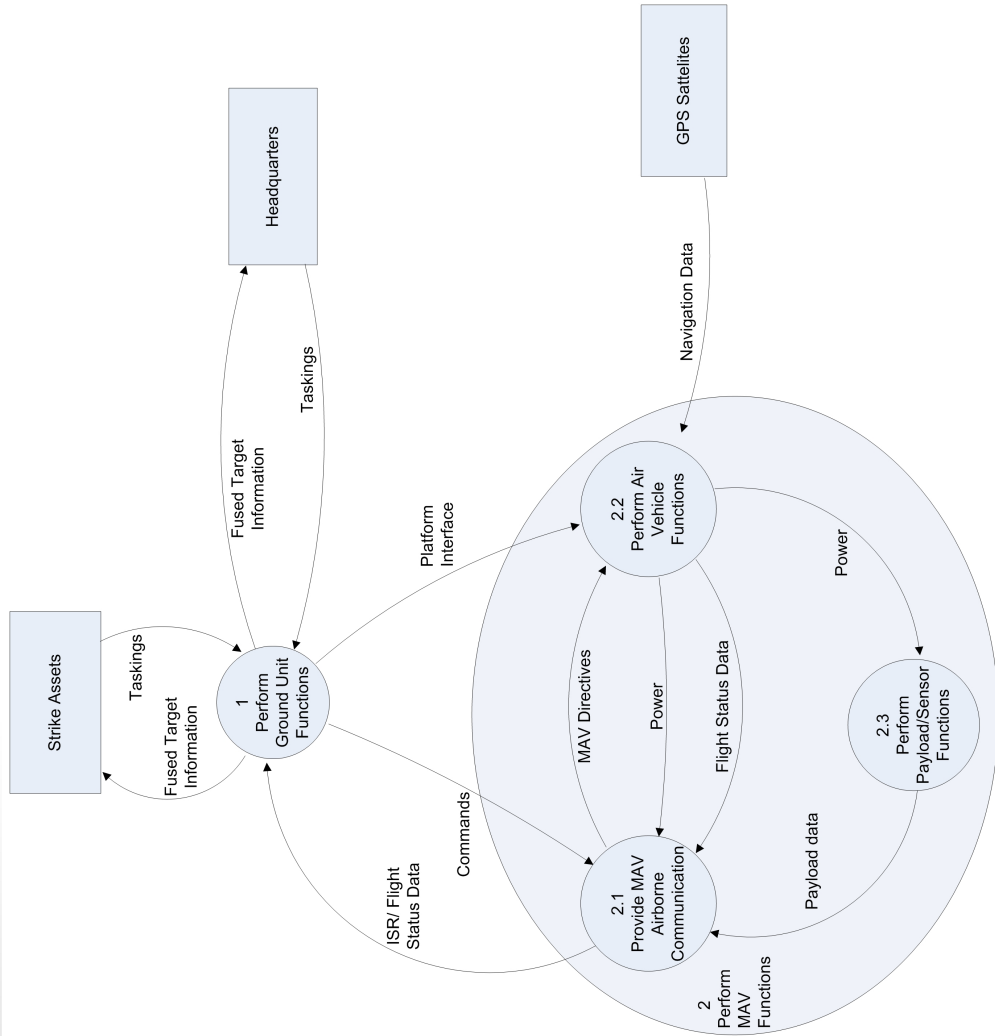 Strike Assets
Taskings
Fused Target
Information
1
Perform
Ground Unit
Functions
Fused Target
Information
Taskings
Headquarters
ISR/ Flight
Status Data
Commands
Platform
Interface
2
Perform
MAV
Functions
2.1
Provide MAV
Airborne
Communication
MAV Directives
Power
Flight Status Data
2.2
Perform Air
Vehicle
Functions
Navigation Data
GPS Sattelites
Payload data
2.3
Perform
Payload/Sensor
Functions
Power